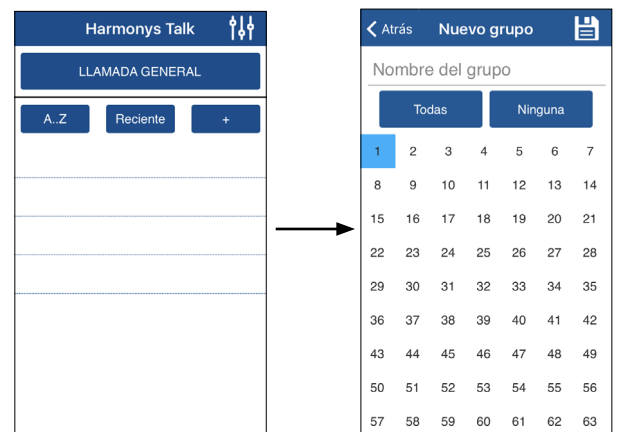 Harmonys Talk
LLAMADA GENERAL
A..Z Reciente +
Atrás Nuevo grupo
Nombre del grupo
Todas Ninguna
1 2 3 4 5 6 7
8 9 10 11 12 13 14
15 16 17 18 19 20 21
22 23 24 25 26 27 28
29 30 31 32 33 34 35
36 37 38 39 40 41 42
43 44 45 46 47 48 49
50 51 52 53 54 55 56
57 58 59 60 61 62 63